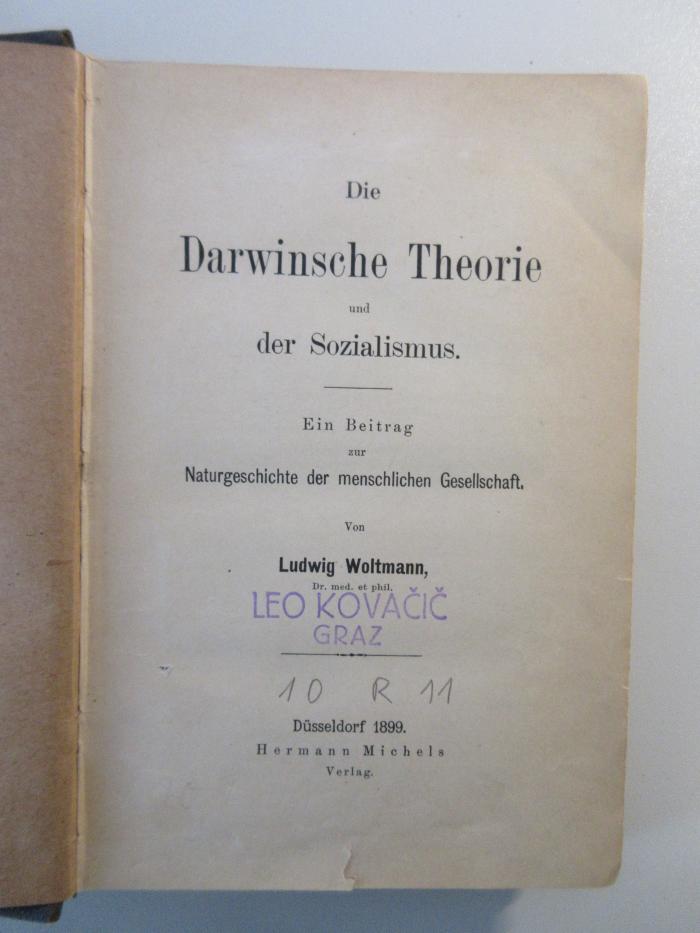 Die
Darwinsche Theorie
und
der Sozialismus.
Ein Beitrag
zur
Naturgeschichte der menschlichen Gesellschaft.
Von
Ludwig Woltmann,
Dr. med. et phil.
LEO KOVAČIČ
GRAZ
10 R 11
Düsseldorf 1899.
Hermann Michels
Verlag.